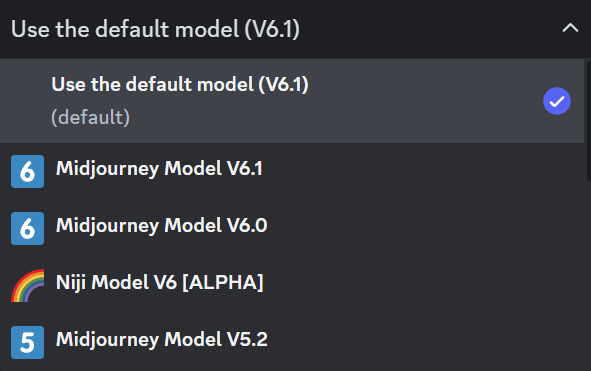 Use the default model (V6.1)
Use the default model (V6.1)
(default)
6 Midjourney Model V6.1
6 Midjourney Model V6.0
Niji Model V6 [ALPHA]
5 Midjourney Model V5.2